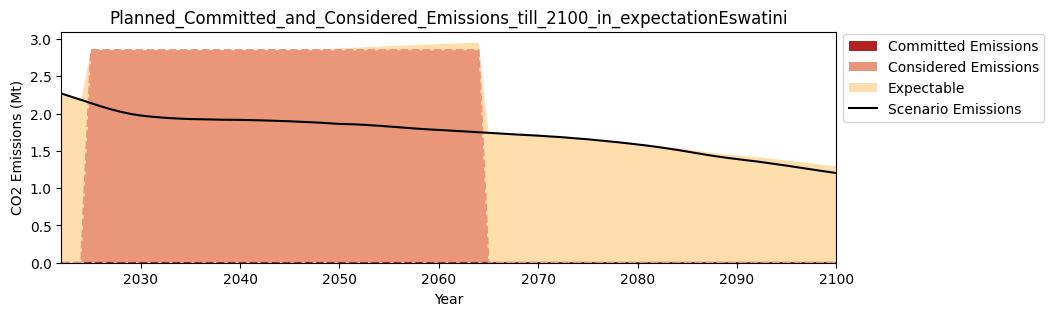 Planned_Committed_and_Considered_Emissions_till_2100_in_expectationEswatini
CO2 Emissions (Mt)
3.0
2.5
2.0
1.5
1.0
0.5
0.0
2030 2040 2050 2060 2070 2080 2090 2100
Year
Committed Emissions
Considered Emissions
Expectable
Scenario Emissions